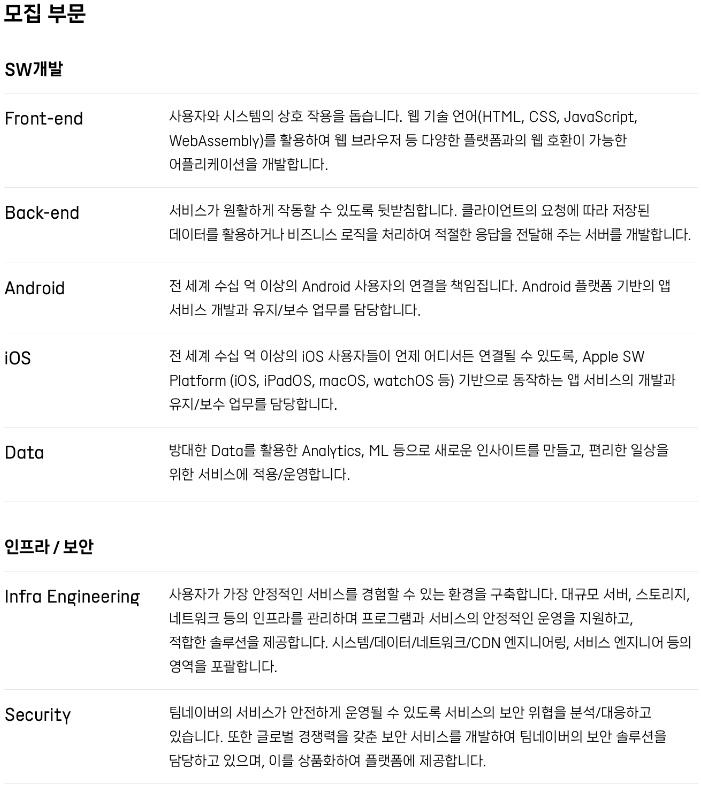 모집 부문
SW개발
Front-end
사용자와 시스템의 상호 작용을 돕습니다. 웹 기술 언어(HTML, CSS, JavaScript,
WebAssembly)를 활용하여 웹 브라우저 등 다양한 플랫폼과의 웹 호환이 가능한
어플리케이션을 개발합니다.
Back-end
서비스가 원활하게 작동할 수 있도록 뒷받침합니다. 클라이언트의 요청에 따라 저장된
데이터를 활용하거나 비즈니스 로직을 처리하여 적절한 응답을 전달해 주는 서버를 개발합니다.
Android
전 세계 수십 억 이상의 Android 사용자의 연결을 책임집니다. Android 플랫폼 기반의 앱
서비스 개발과 유지/보수 업무를 담당합니다.
iOS
전 세계 수십 억 이상의 iOS 사용자들이 언제 어디서든 연결될 수 있도록, Apple SW
Platform (iOS, iPadOS, macOS, watchOS 등) 기반으로 동작하는 앱 서비스의 개발과
유지/보수 업무를 담당합니다.
Data
방대한 Data를 활용한 Analytics, ML 등으로 새로운 인사이트를 만들고, 편리한 일상을
위한 서비스에 적용/운영합니다.
인프라 / 보안
Infra Engineering
사용자가 가장 안정적인 서비스를 경험할 수 있는 환경을 구축합니다. 대규모 서버, 스토리지,
네트워크 등의 인프라를 관리하며 프로그램과 서비스의 안정적인 운영을 지원하고,
적합한 솔루션을 제공합니다. 시스템/데이터/네트워크/CDN 엔지니어링, 서비스 엔지니어 등의
영역을 포괄합니다.
Security
팀네이버의 서비스가 안전하게 운영될 수 있도록 서비스의 보안 위협을 분석/대응하고
있습니다. 또한 글로벌 경쟁력을 갖춘 보안 서비스를 개발하여 팀네이버의 보안 솔루션을
담당하고 있으며, 이를 상품화하여 플랫폼에 제공합니다.